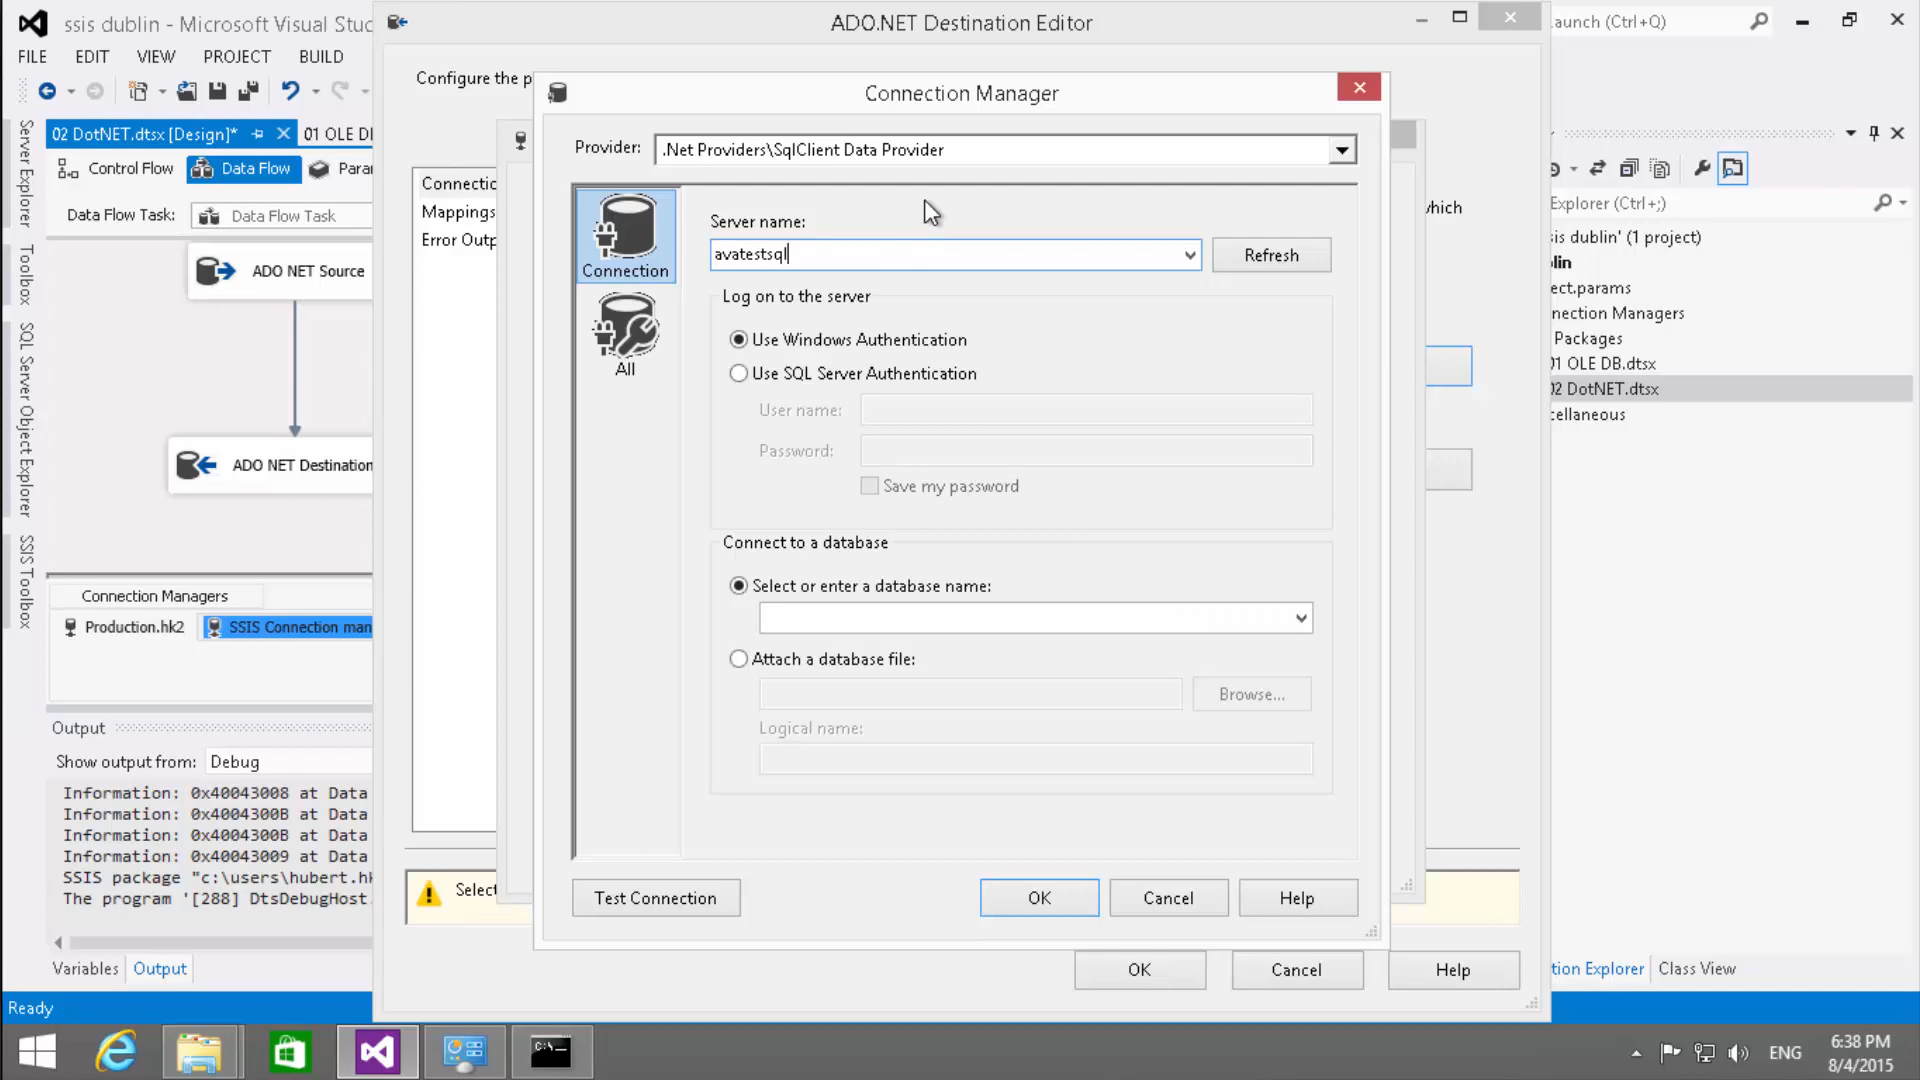 ssis dublin - Microsoft Visual Stu
ADO.NET Destination Editor
aunch (Ctrl+Q)
FILE EDIT VIEW PROJECT BUILD
Configure the p
Connection Manager
02 DotNET.dtsx [Design]*
01 OLE DI
Provider:
.Net Providers\SqlClient Data Provider
Control Flow
Data Flow
Para
Data Flow Task:
Data Flow Task
Connectic
Mappings
Error Outp
Server name:
avatestsql
Refresh
Connection
All
Log on to the server
Use Windows Authentication
Use SQL Server Authentication
User name:
Password:
Save my password
Connect to a database
Select or enter a database name:
Attach a database file:
Browse...
Logical name:
Test Connection
OK
Cancel
Help
Select
OK
Cancel
Help
which
Explorer (Ctrl+;)
sis dublin' (1 project)
lin
ect.params
nnection Managers
Packages
01 OLE DB.dtsx
02 DotNET.dtsx
cellaneous
tion Explorer
Class View
Server Explorer
Toolbox
SQL Server Object Explorer
SSIS Toolbox
ADO NET Source
ADO NET Destination
Connection Managers
Production.hk2
SSIS Connection man
Output
Show output from:
Debug
Information: 0x40043008 at Data
Information: 0x4004300B at Data
Information: 0x4004300B at Data
Information: 0x40043009 at Data
SSIS package "c:\users\hubert.hk
The program '[288] DtsDebugHost.
Variables
Output
Ready
C:\-
ENG
6:38 PM
8/4/2015